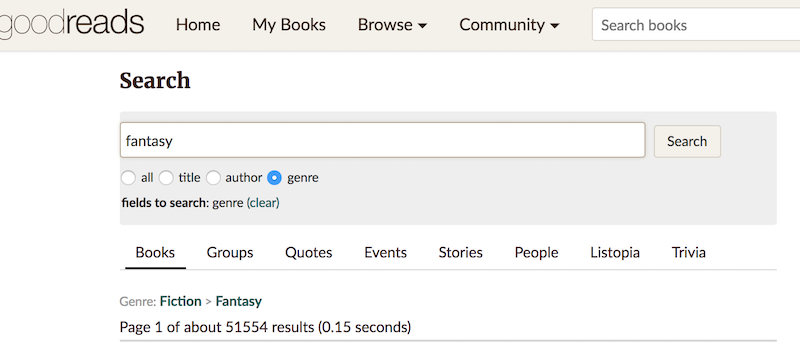 goodreads Home My Books Browse Community Search books
Search
fantasy Search
all title author genre
fields to search: genre (clear)
Books Groups Quotes Events Stories People Listopia Trivia
Genre: Fiction > Fantasy
Page 1 of about 51554 results (0.15 seconds)